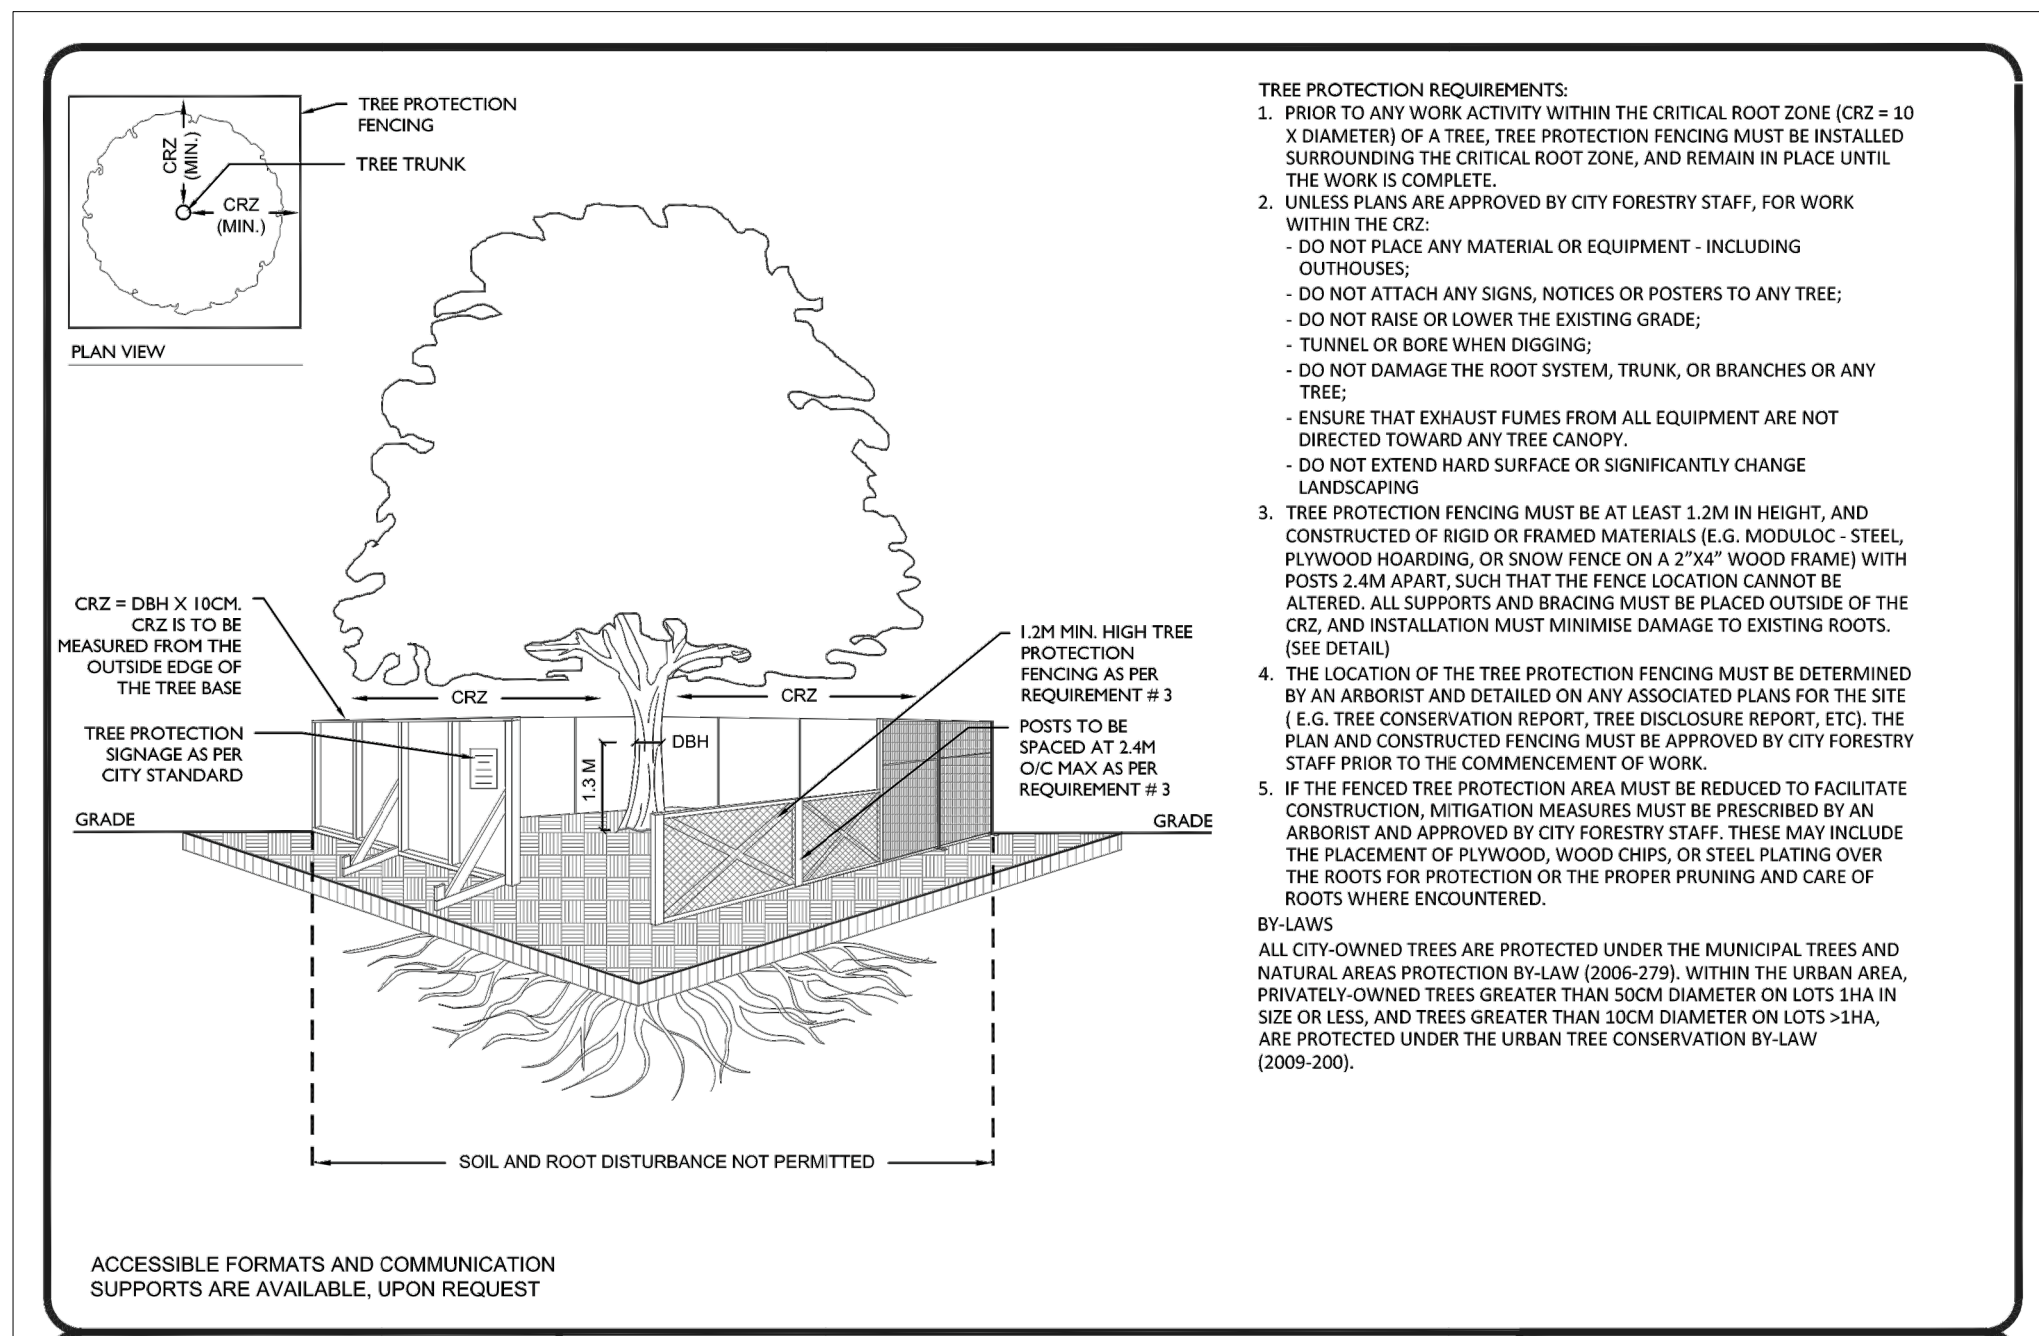 TREE PROTECTION
FENCING
TREE TRUNK
CRZ
(MIN.)
CRZ
(MIN.)
PLAN VIEW
CRZ = DBH X 10CM.
CRZ IS TO BE
MEASURED FROM THE
OUTSIDE EDGE OF
THE TREE BASE
TREE PROTECTION
SIGNAGE AS PER
CITY STANDARD
GRADE
CRZ
CRZ
DBH
1.3 M
1.2M MIN. HIGH TREE
PROTECTION
FENCING AS PER
REQUIREMENT # 3
POSTS TO BE
SPACED AT 2.4M
O/C MAX AS PER
REQUIREMENT # 3
GRADE
SOIL AND ROOT DISTURBANCE NOT PERMITTED
ACCESSIBLE FORMATS AND COMMUNICATION
SUPPORTS ARE AVAILABLE, UPON REQUEST
TREE PROTECTION REQUIREMENTS:
1. PRIOR TO ANY WORK ACTIVITY WITHIN THE CRITICAL ROOT ZONE (CRZ = 10
X DIAMETER) OF A TREE, TREE PROTECTION FENCING MUST BE INSTALLED
SURROUNDING THE CRITICAL ROOT ZONE, AND REMAIN IN PLACE UNTIL
THE WORK IS COMPLETE.
2. UNLESS PLANS ARE APPROVED BY CITY FORESTRY STAFF, FOR WORK
WITHIN THE CRZ:
- DO NOT PLACE ANY MATERIAL OR EQUIPMENT - INCLUDING
OUTHOUSES;
- DO NOT ATTACH ANY SIGNS, NOTICES OR POSTERS TO ANY TREE;
- DO NOT RAISE OR LOWER THE EXISTING GRADE;
- TUNNEL OR BORE WHEN DIGGING;
- DO NOT DAMAGE THE ROOT SYSTEM, TRUNK, OR BRANCHES OR ANY
TREE;
- ENSURE THAT EXHAUST FUMES FROM ALL EQUIPMENT ARE NOT
DIRECTED TOWARD ANY TREE CANOPY.
- DO NOT EXTEND HARD SURFACE OR SIGNIFICANTLY CHANGE
LANDSCAPING
3. TREE PROTECTION FENCING MUST BE AT LEAST 1.2M IN HEIGHT, AND
CONSTRUCTED OF RIGID OR FRAMED MATERIALS (E.G. MODULOC - STEEL,
PLYWOOD HOARDING, OR SNOW FENCE ON A 2”X4” WOOD FRAME) WITH
POSTS 2.4M APART, SUCH THAT THE FENCE LOCATION CANNOT BE
ALTERED. ALL SUPPORTS AND BRACING MUST BE PLACED OUTSIDE OF THE
CRZ, AND INSTALLATION MUST MINIMISE DAMAGE TO EXISTING ROOTS.
(SEE DETAIL)
4. THE LOCATION OF THE TREE PROTECTION FENCING MUST BE DETERMINED
BY AN ARBORIST AND DETAILED ON ANY ASSOCIATED PLANS FOR THE SITE
( E.G. TREE CONSERVATION REPORT, TREE DISCLOSURE REPORT, ETC). THE
PLAN AND CONSTRUCTED FENCING MUST BE APPROVED BY CITY FORESTRY
STAFF PRIOR TO THE COMMENCEMENT OF WORK.
5. IF THE FENCED TREE PROTECTION AREA MUST BE REDUCED TO FACILITATE
CONSTRUCTION, MITIGATION MEASURES MUST BE PRESCRIBED BY AN
ARBORIST AND APPROVED BY CITY FORESTRY STAFF. THESE MAY INCLUDE
THE PLACEMENT OF PLYWOOD, WOOD CHIPS, OR STEEL PLATING OVER
THE ROOTS FOR PROTECTION OR THE PROPER PRUNING AND CARE OF
ROOTS WHERE ENCOUNTERED.
BY-LAWS
ALL CITY-OWNED TREES ARE PROTECTED UNDER THE MUNICIPAL TREES AND
NATURAL AREAS PROTECTION BY-LAW (2006-279). WITHIN THE URBAN AREA,
PRIVATELY-OWNED TREES GREATER THAN 50CM DIAMETER ON LOTS 1HA IN
SIZE OR LESS, AND TREES GREATER THAN 10CM DIAMETER ON LOTS >1HA,
ARE PROTECTED UNDER THE URBAN TREE CONSERVATION BY-LAW
(2009-200).